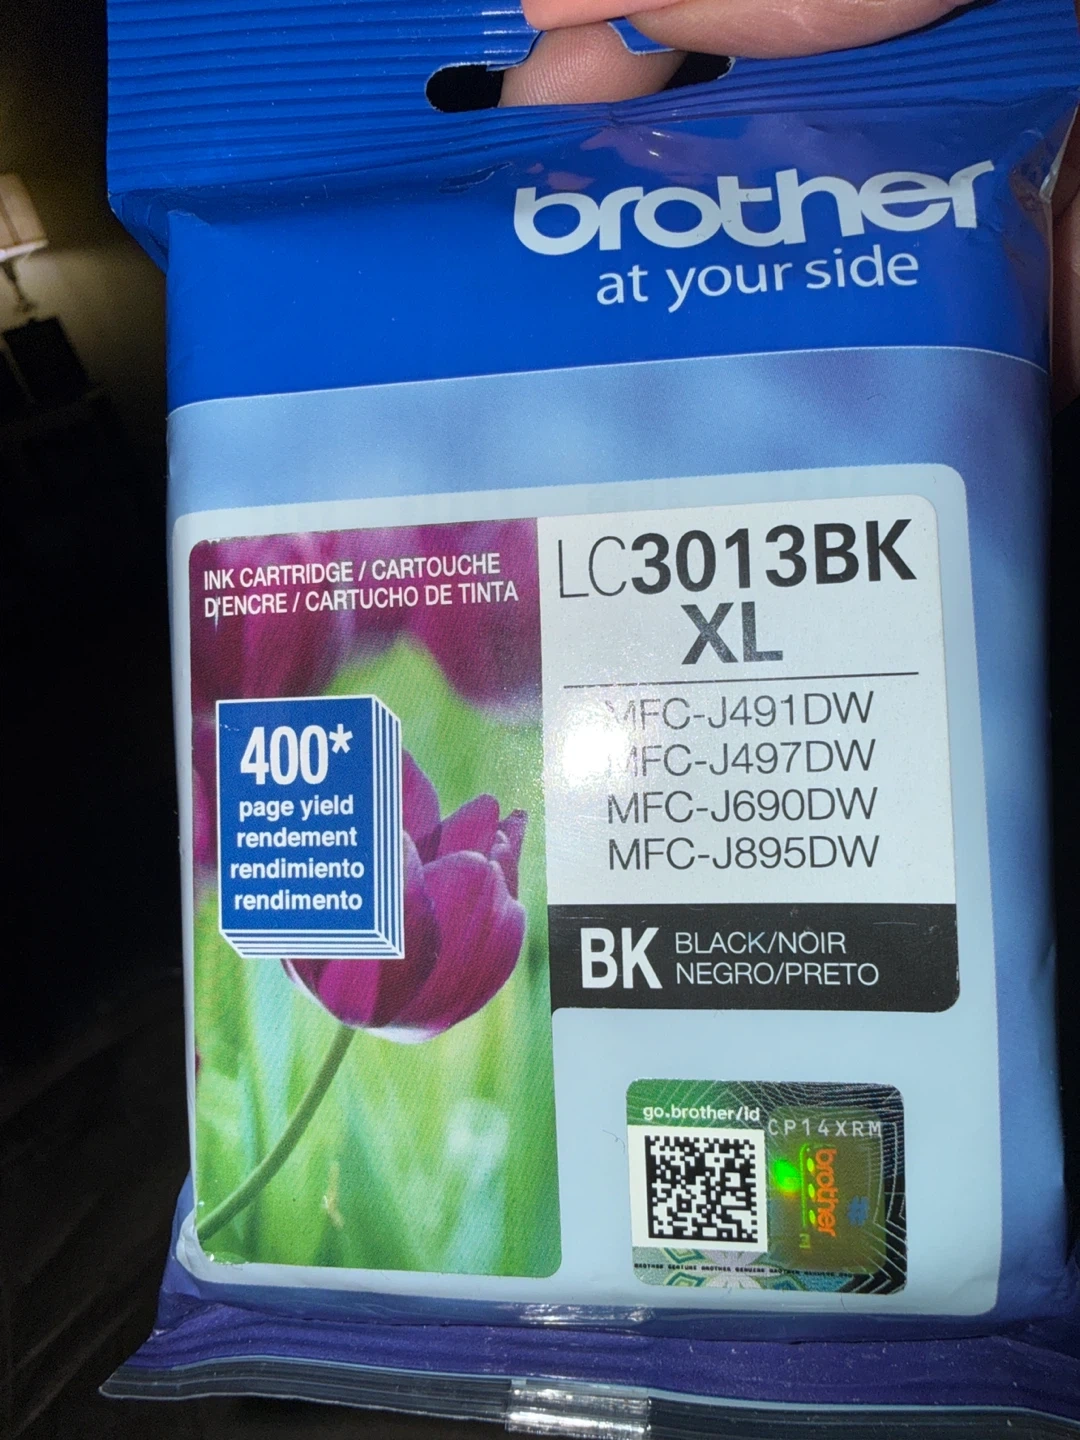 brother
at your side
INK CARTRIDGE / CARTOUCHE
D'ENCRE / CARTUCHO DE TINTA
LC3013BK
XL
400*
page yield
rendement
rendimiento
rendimento
MFC-J491DW
MFC-J497DW
MFC-J690DW
MFC-J895DW
BK BLACK/NOIR
NEGRO/PRETO
go.brother/id
CP14XRM
brother